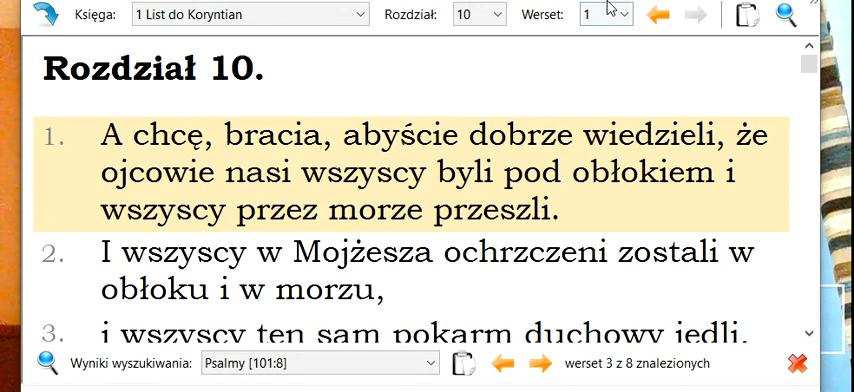 Księga: 1 List do Koryntian Rozdział: 10 Werset: 1
Rozdział 10.
1. A chcę, bracia, abyście dobrze wiedzieli, że
ojcowie nasi wszyscy byli pod obłokiem i
wszyscy przez morze przeszli.
2. I wszyscy w Mojżesza ochrzczeni zostali w
obłoku i w morzu,
3. i wszyscy ten sam pokarm duchowy jedli,
Wyniki wyszukiwania: Psalmy [101:8] werset 3 z 8 znalezionych